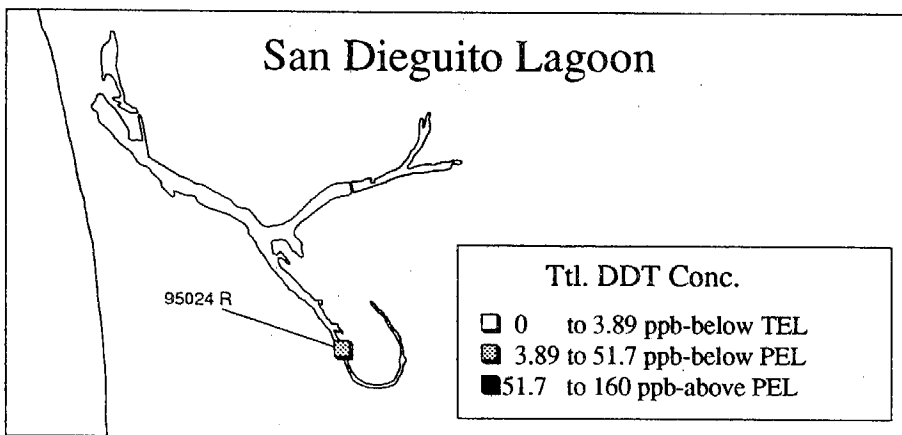 San Dieguito Lagoon
95024 R
Ttl. DDT Conc.
0 to 3.89 ppb-below TEL
3.89 to 51.7 ppb-below PEL
51.7 to 160 ppb-above PEL